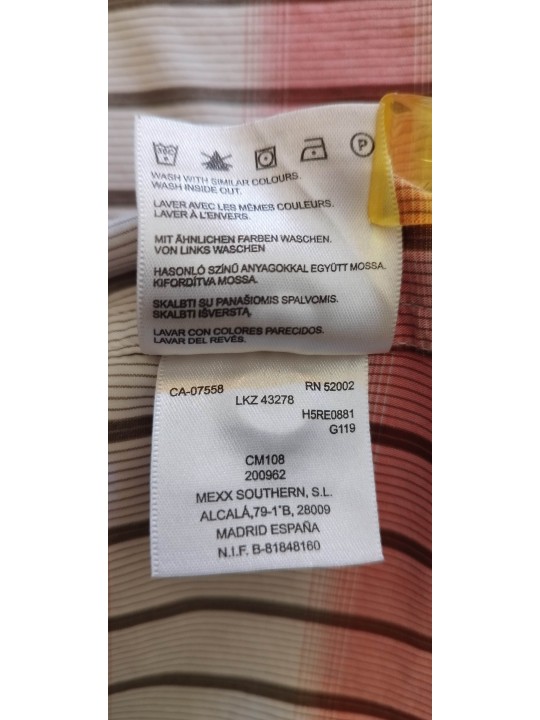 P
WASH WITH SIMILAR COLOURS.
WASH INSIDE OUT.
LAVER AVEC LES MÊMES COULEURS.
LAVER À L'ENVERS.
MIT ÄHNLICHEN FARBEN WASCHEN.
VON LINKS WASCHEN
HASONLÓ SZÍNŰ ANYAGOKKAL EGYÜTT MOSSA.
KIFORDÍTVA MOSSA.
SKALBTI SU PANAŠIOMIS SPALVOMIS.
SKALBTI IŠVERSTĄ.
LAVAR CON COLORES PARECIDOS.
LAVAR DEL REVÉS.
CA-07558 RN 52002
LKZ 43278
H5RE0881
G119
CM108
200962
MEXX SOUTHERN, S.L.
ALCALÁ,79-1°B, 28009
MADRID ESPAÑA
N.I.F. B-81848160